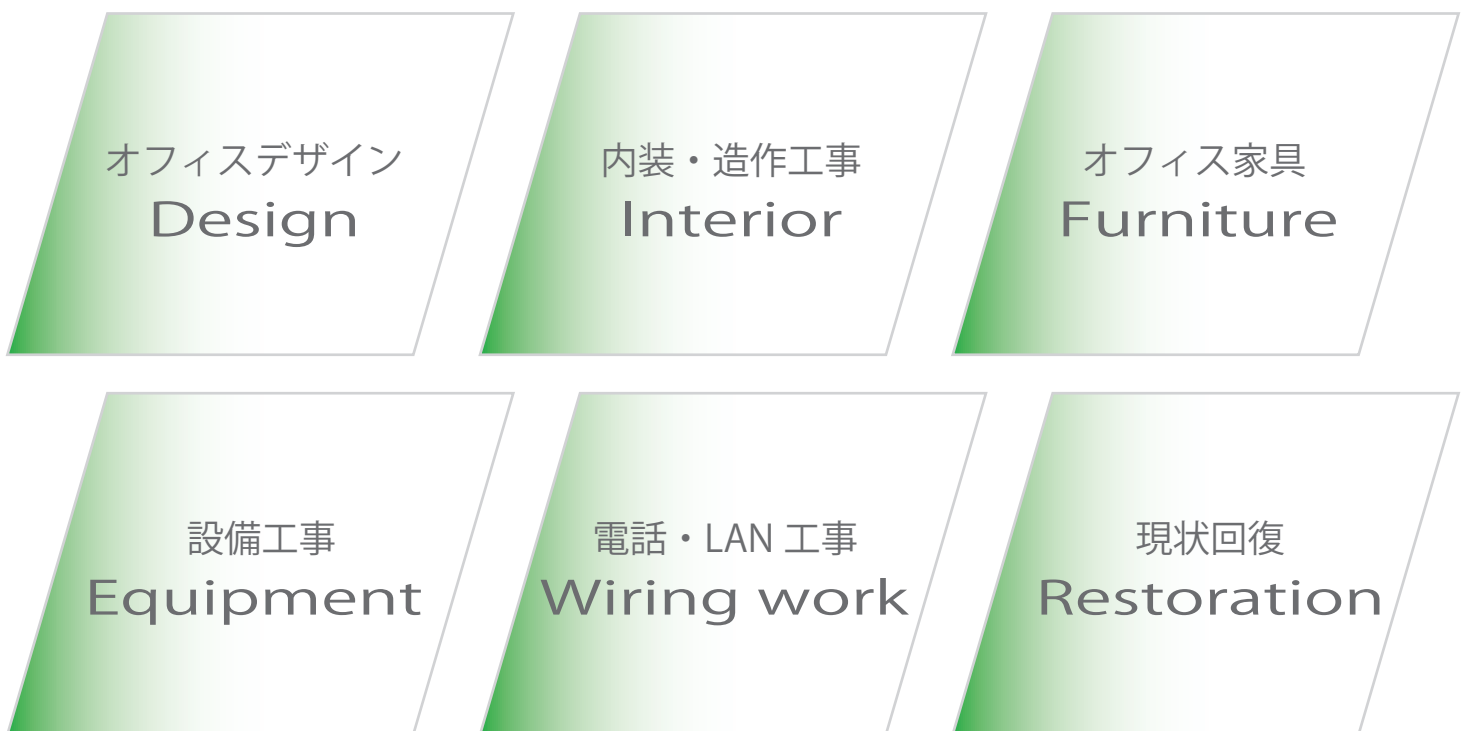 オフィスデザイン
Design
内装・造作工事
Interior
オフィス家具
Furniture
設備工事
Equipment
電話・LAN 工事
Wiring work
現状回復
Restoration